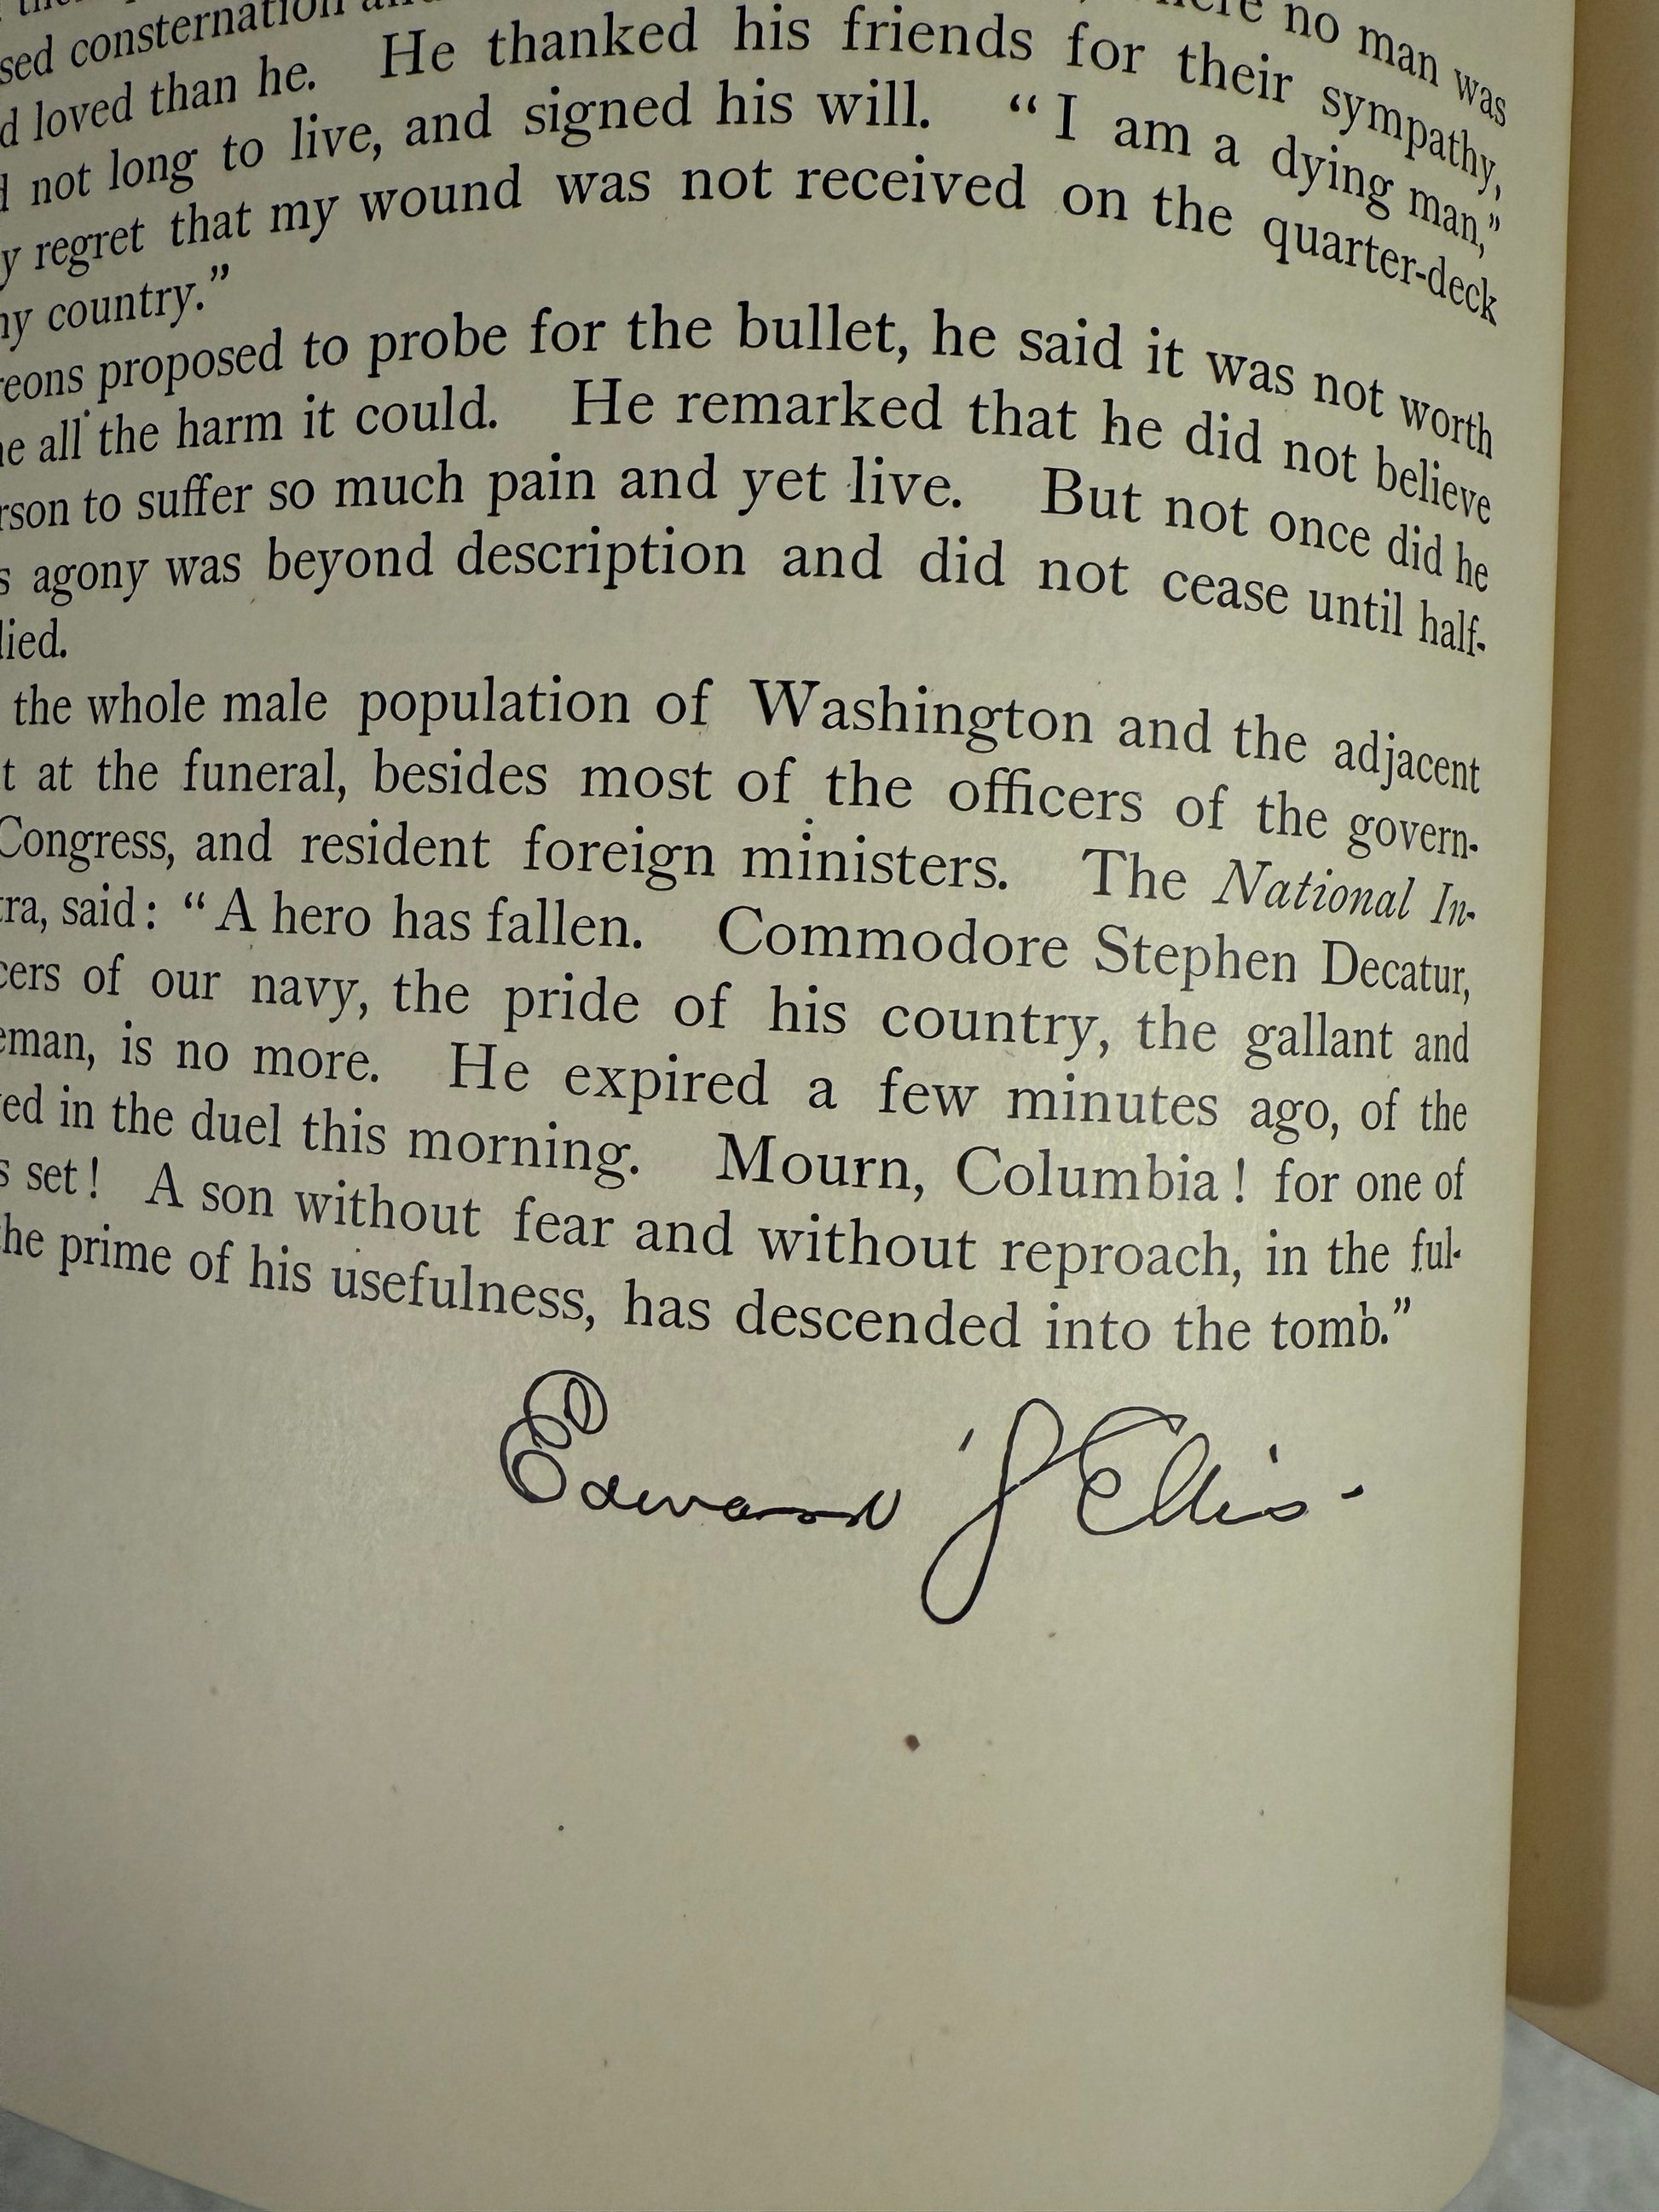 sed consternation
no man was
d loved than he. He thanked his friends for their sympathy,
not long to live, and signed his will. “I am a dying man,”
y regret that my wound was not received on the quarter-deck
y country.”
eons proposed to probe for the bullet, he said it was not worth
e all the harm it could. He remarked that he did not believe
rson to suffer so much pain and yet live. But not once did he
s agony was beyond description and did not cease until half-
lied.
the whole male population of Washington and the adjacent
t at the funeral, besides most of the officers of the govern-
Congress, and resident foreign ministers. The National In-
tra, said: “A hero has fallen. Commodore Stephen Decatur,
cers of our navy, the pride of his country, the gallant and
eman, is no more. He expired a few minutes ago, of the
ed in the duel this morning. Mourn, Columbia! for one of
s set! A son without fear and without reproach, in the ful-
he prime of his usefulness, has descended into the tomb.”
Edward S Ellis